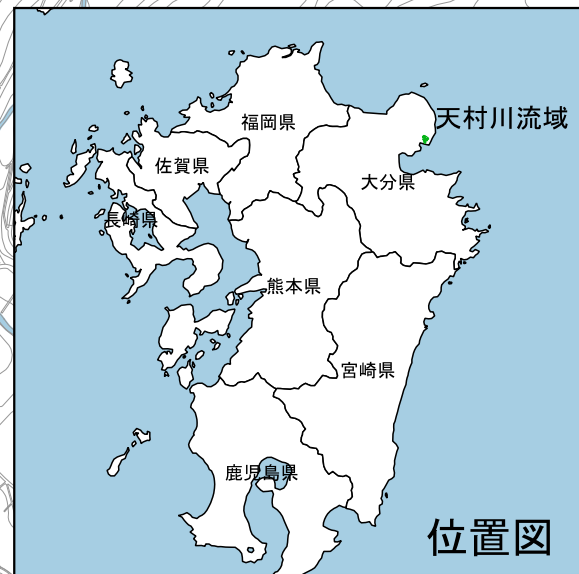 天村川流域
福岡県
佐賀県
大分県
長崎県
熊本県
宮崎県
鹿児島県
位置図